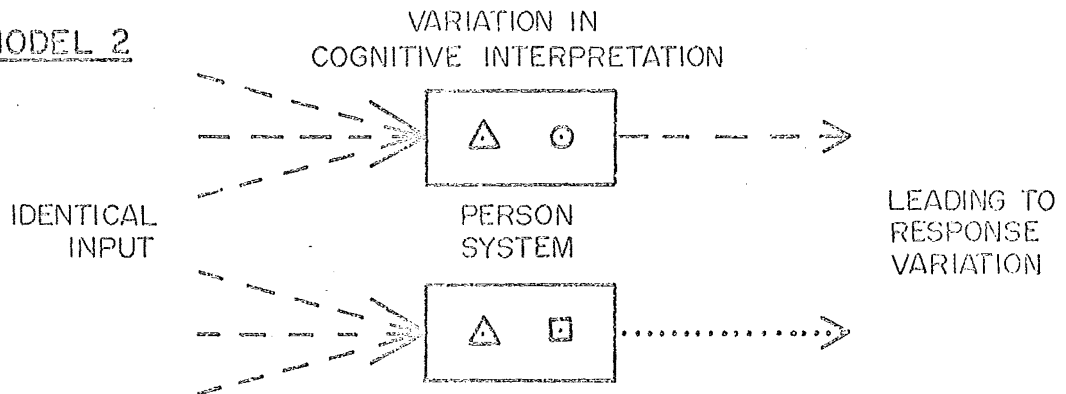 MODEL 2
VARIATION IN
COGNITIVE INTERPRETATION
IDENTICAL
INPUT
PERSON
SYSTEM
LEADING TO
RESPONSE
VARIATION